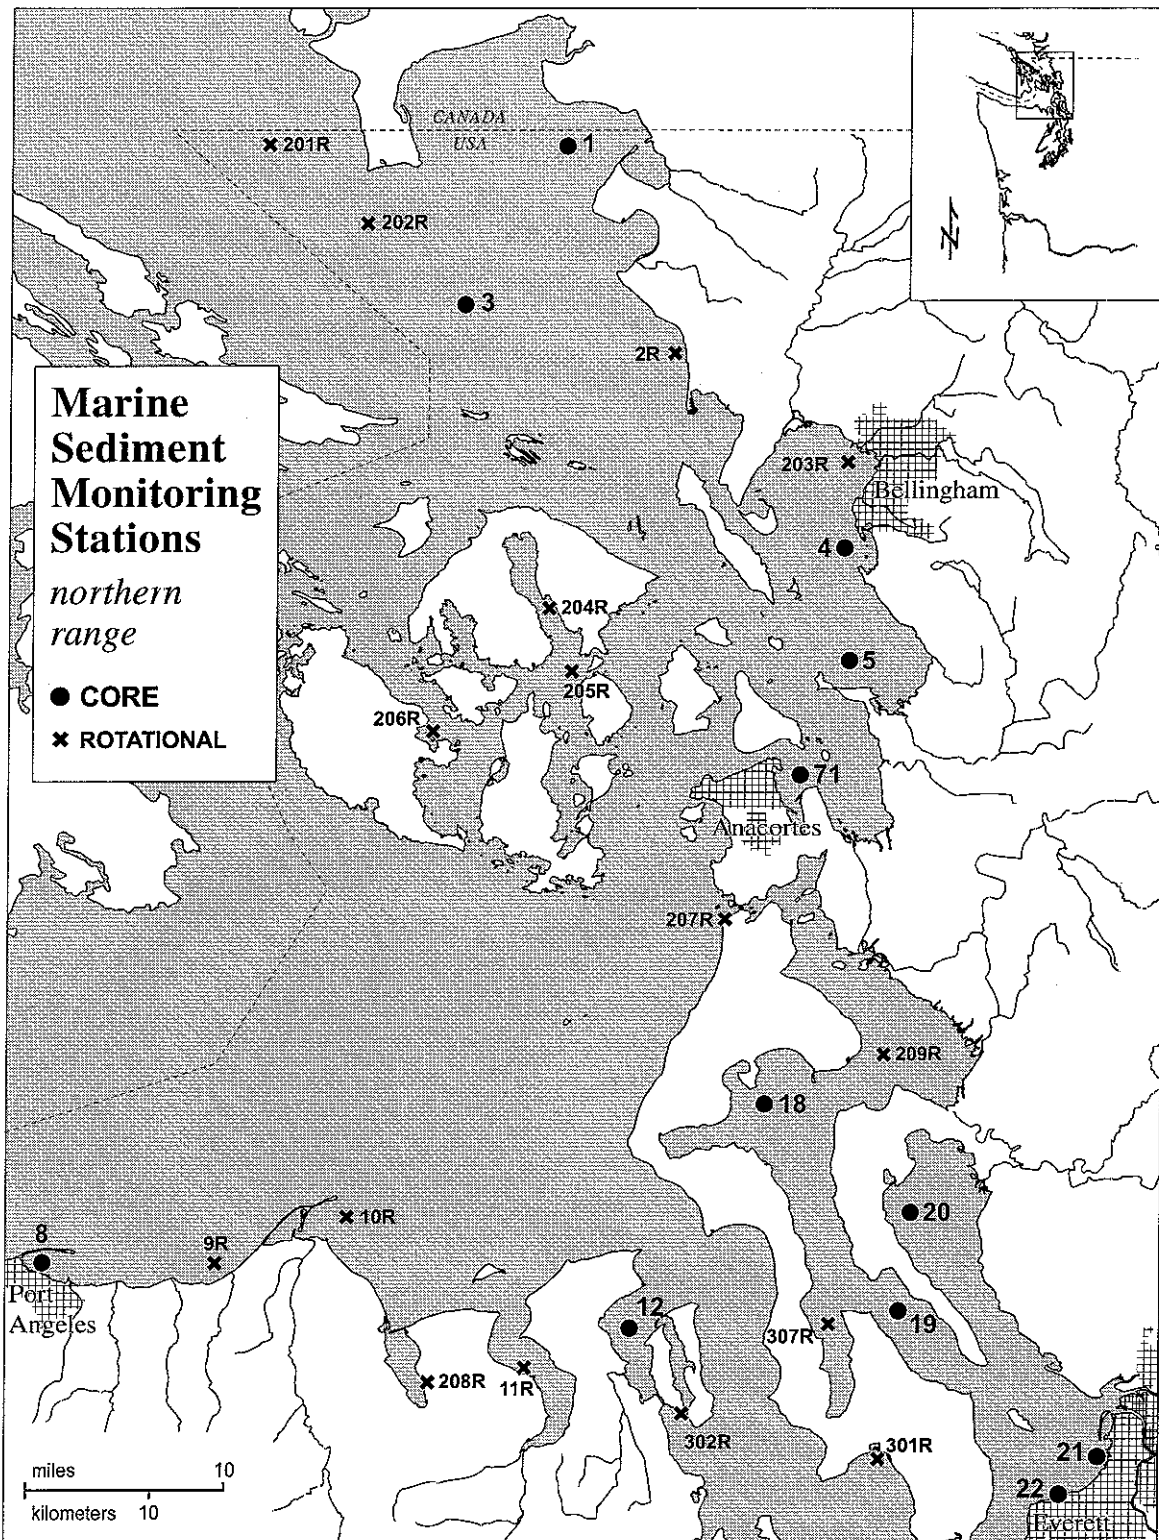 CANADA
USA
201R
1
202R
3
2R
Marine
Sediment
Monitoring
Stations
northern
range
CORE
ROTATIONAL
203R
Bellingham
4
204R
5
205R
206R
71
Anacortes
207R
209R
18
20
10R
8
9R
Port
Angeles
12
19
307R
208R
11R
302R
301R
21
22
Everett
miles
10
kilometers
10
N